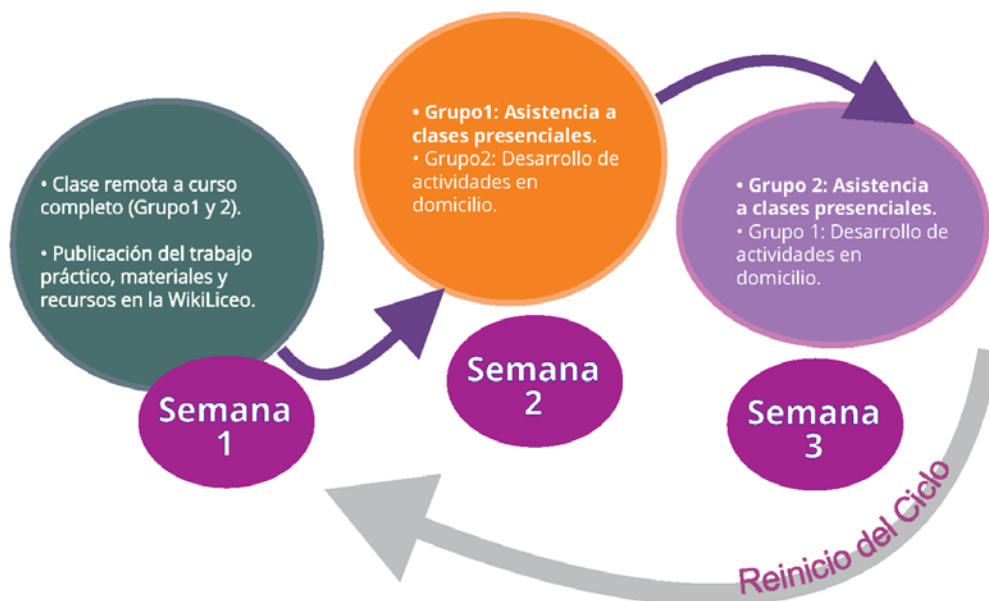 • Clase remota a curso
completo (Grupo1 y 2).
• Publicación del trabajo
práctico, materiales y
recursos en la WikiLiceo.
Semana
1
• Grupo1: Asistencia a
clases presenciales.
• Grupo2: Desarrollo de
actividades en
domicilio.
Semana
2
• Grupo 2: Asistencia
a clases presenciales.
• Grupo 1: Desarrollo de
actividades en
domicilio.
Semana
3
Reinicio del Ciclo